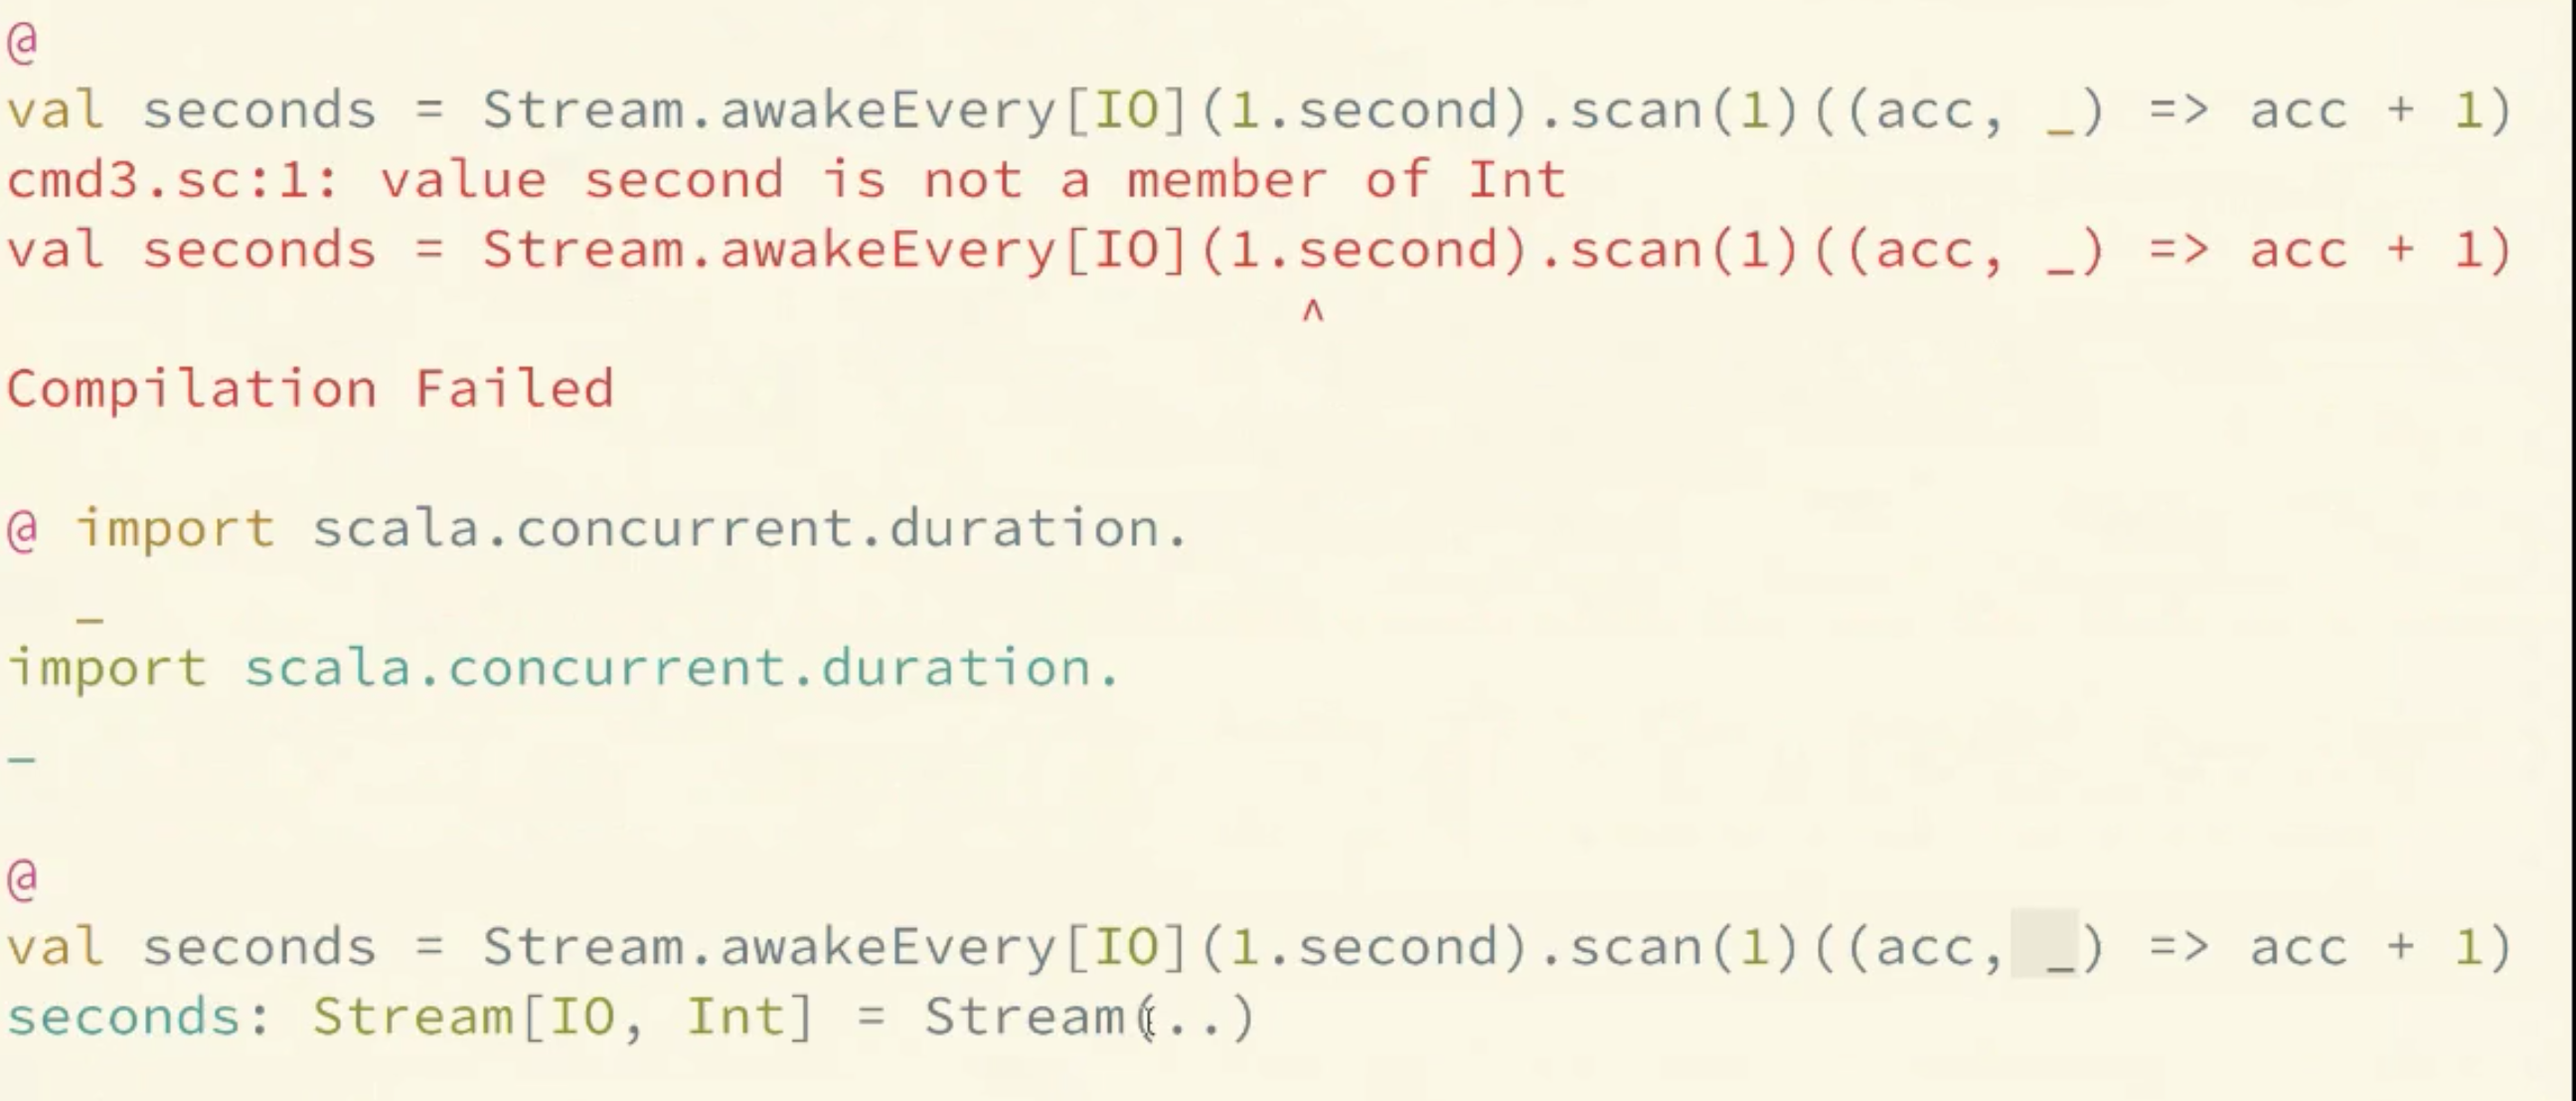 @
val seconds = Stream.awakeEvery[IO](1.second).scan(1)((acc, _) => acc + 1)
cmd3.sc:1: value second is not a member of Int
val seconds = Stream.awakeEvery[IO](1.second).scan(1)((acc, _) => acc + 1)
^
Compilation Failed
@ import scala.concurrent.duration.
_
import scala.concurrent.duration.
_
@
val seconds = Stream.awakeEvery[IO](1.second).scan(1)((acc, _) => acc + 1)
seconds: Stream[IO, Int] = Stream(..)